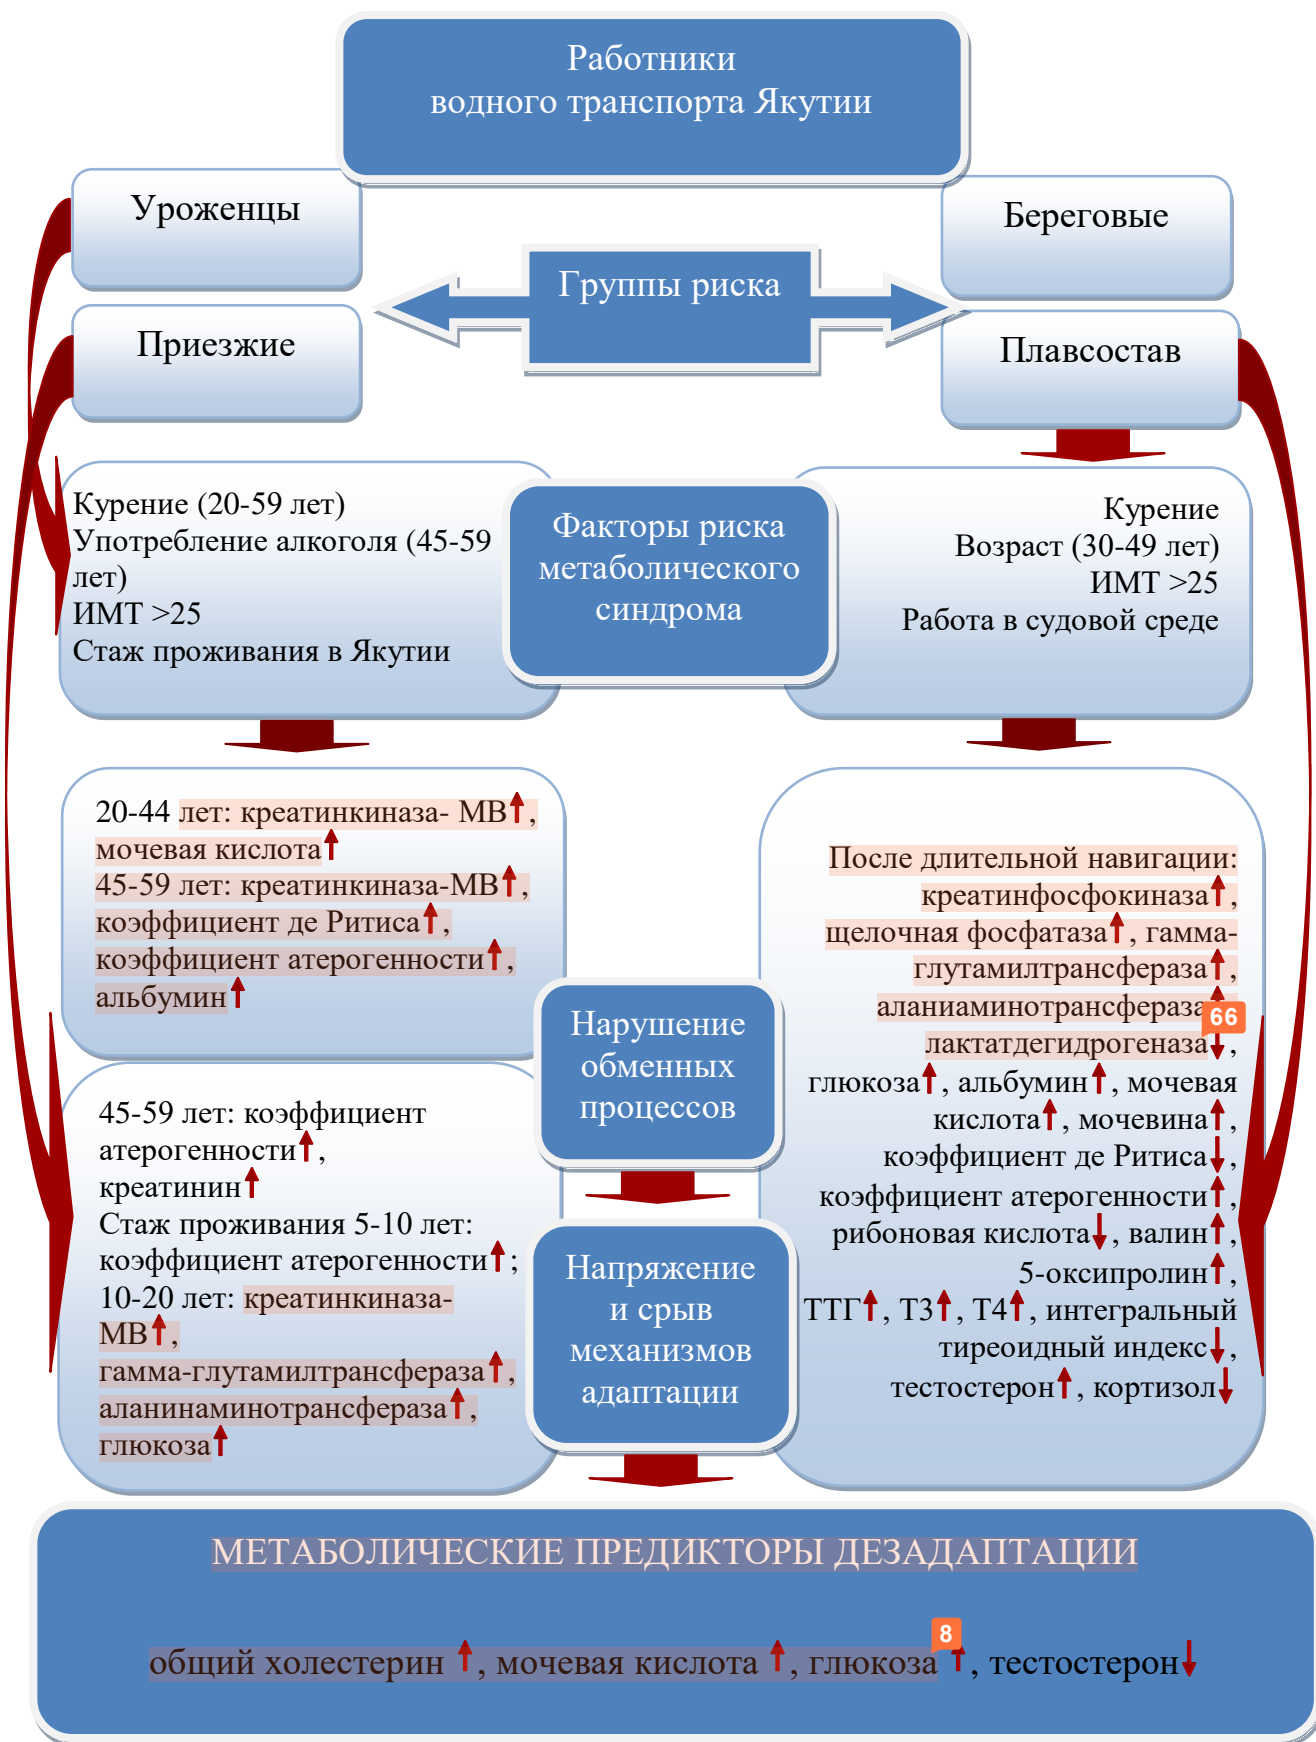 Работники
водного транспорта Якутии
Уроженцы
Береговые
Группы риска
Приезжие
Плавсостав
Курение (20-59 лет)
Употребление алкоголя (45-59
лет)
ИМТ >25
Стаж проживания в Якутии
Факторы риска
метаболического
синдрома
Курение
Возраст (30-49 лет)
ИМТ >25
Работа в судовой среде
20-44 лет: креатинкиназа- МВ↑,
мочевая кислота↑
45-59 лет: креатинкиназа-МВ↑,
коэффициент де Ритиса↑,
коэффициент атерогенности↑,
альбумин↑
После длительной навигации:
креатинфосфокиназа↑,
щелочная фосфатаза↑, гамма-
глутамилтрансфераза↑,
аланиаминотрансфераза↑
66
лактатдегидрогеназа↓,
глюкоза↑, альбумин↑, мочевая
кислота↑, мочевина↑,
коэффициент де Ритиса↓,
коэффициент атерогенности↑,
рибоновая кислота↓, валин↑,
5-оксипролин↑,
ТТГ↑, Т3↑, Т4↑, интегральный
тиреоидный индекс↓,
тестостерон↑, кортизол↓
Нарушение
обменных
процессов
45-59 лет: коэффициент
атерогенности↑,
креатинин↑
Стаж проживания 5-10 лет:
коэффициент атерогенности↑;
10-20 лет: креатинкиназа-
МВ↑,
гамма-глутамилтрансфераза↑,
аланинаминотрансфераза↑,
глюкоза↑
Напряжение
и срыв
механизмов
адаптации
МЕТАБОЛИЧЕСКИЕ ПРЕДИКТОРЫ ДЕЗАДАПТАЦИИ
8
общий холестерин ↑, мочевая кислота ↑, глюкоза ↑, тестостерон↓